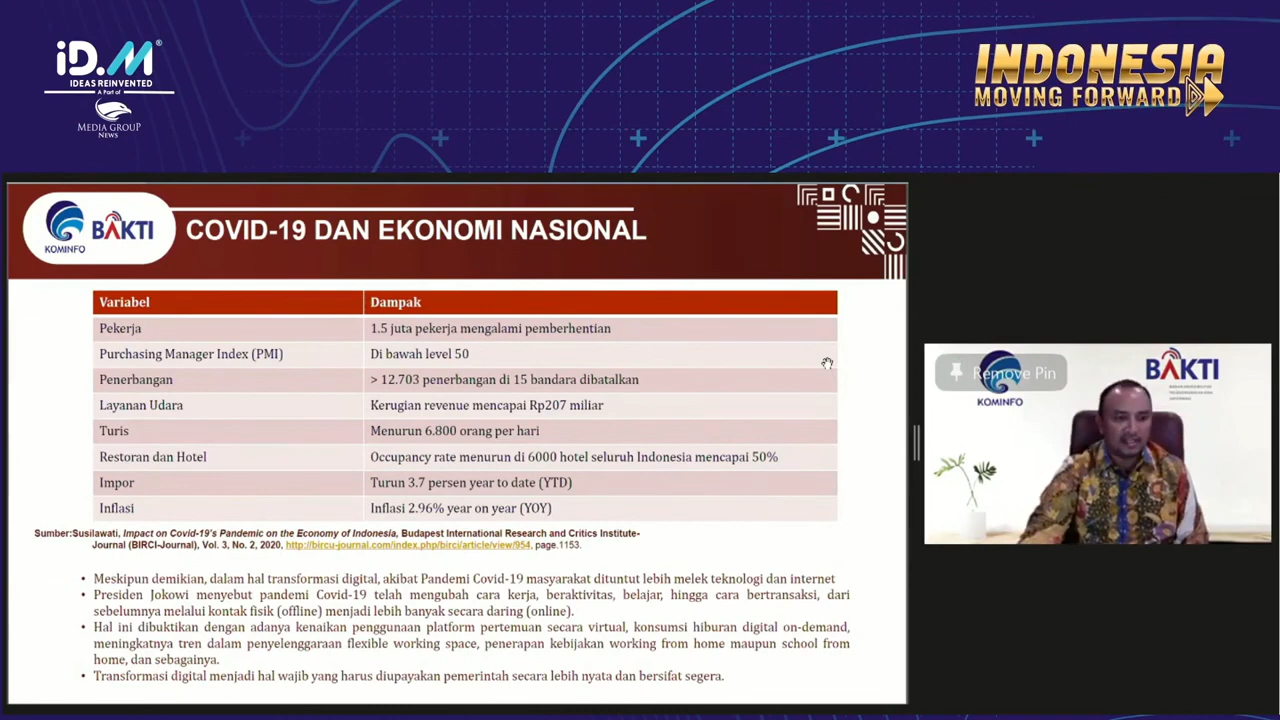 iD.M®
IDEAS REINVENTED
A Part of
MEDIA GROUP
NEWS
INDONESIA
MOVING FORWARD
KOMINFO
BAKTI
COVID-19 DAN EKONOMI NASIONAL
Variabel Dampak
Pekerja 1.5 juta pekerja mengalami pemberhentian
Purchasing Manager Index (PMI) Di bawah level 50
Penerbangan > 12.703 penerbangan di 15 bandara dibatalkan
Layanan Udara Kerugian revenue mencapai Rp207 miliar
Turis Menurun 6.800 orang per hari
Restoran dan Hotel Occupancy rate menurun di 6000 hotel seluruh Indonesia mencapai 50%
Impor Turun 3.7 persen year to date (YTD)
Inflasi Inflasi 2.96% year on year (YOY)
Sumber:Susilawati, Impact on Covid-19's Pandemic on the Economy of Indonesia, Budapest International Research and Critics Institute-
Journal (BIRCI-Journal), Vol. 3, No. 2, 2020, http://bircu-journal.com/index.php/birci/article/view/954, page.1153.
• Meskipun demikian, dalam hal transformasi digital, akibat Pandemi Covid-19 masyarakat dituntut lebih melek teknologi dan internet
• Presiden Jokowi menyebut pandemi Covid-19 telah mengubah cara kerja, beraktivitas, belajar, hingga cara bertransaksi, dari
sebelumnya melalui kontak fisik (offline) menjadi lebih banyak secara daring (online).
• Hal ini dibuktikan dengan adanya kenaikan penggunaan platform pertemuan secara virtual, konsumsi hiburan digital on-demand,
meningkatnya tren dalam penyelenggaraan flexible working space, penerapan kebijakan working from home maupun school from
home, dan sebagainya.
• Transformasi digital menjadi hal wajib yang harus diupayakan pemerintah secara lebih nyata dan bersifat segera.
Remove Pin
KOMINFO
BAKTI